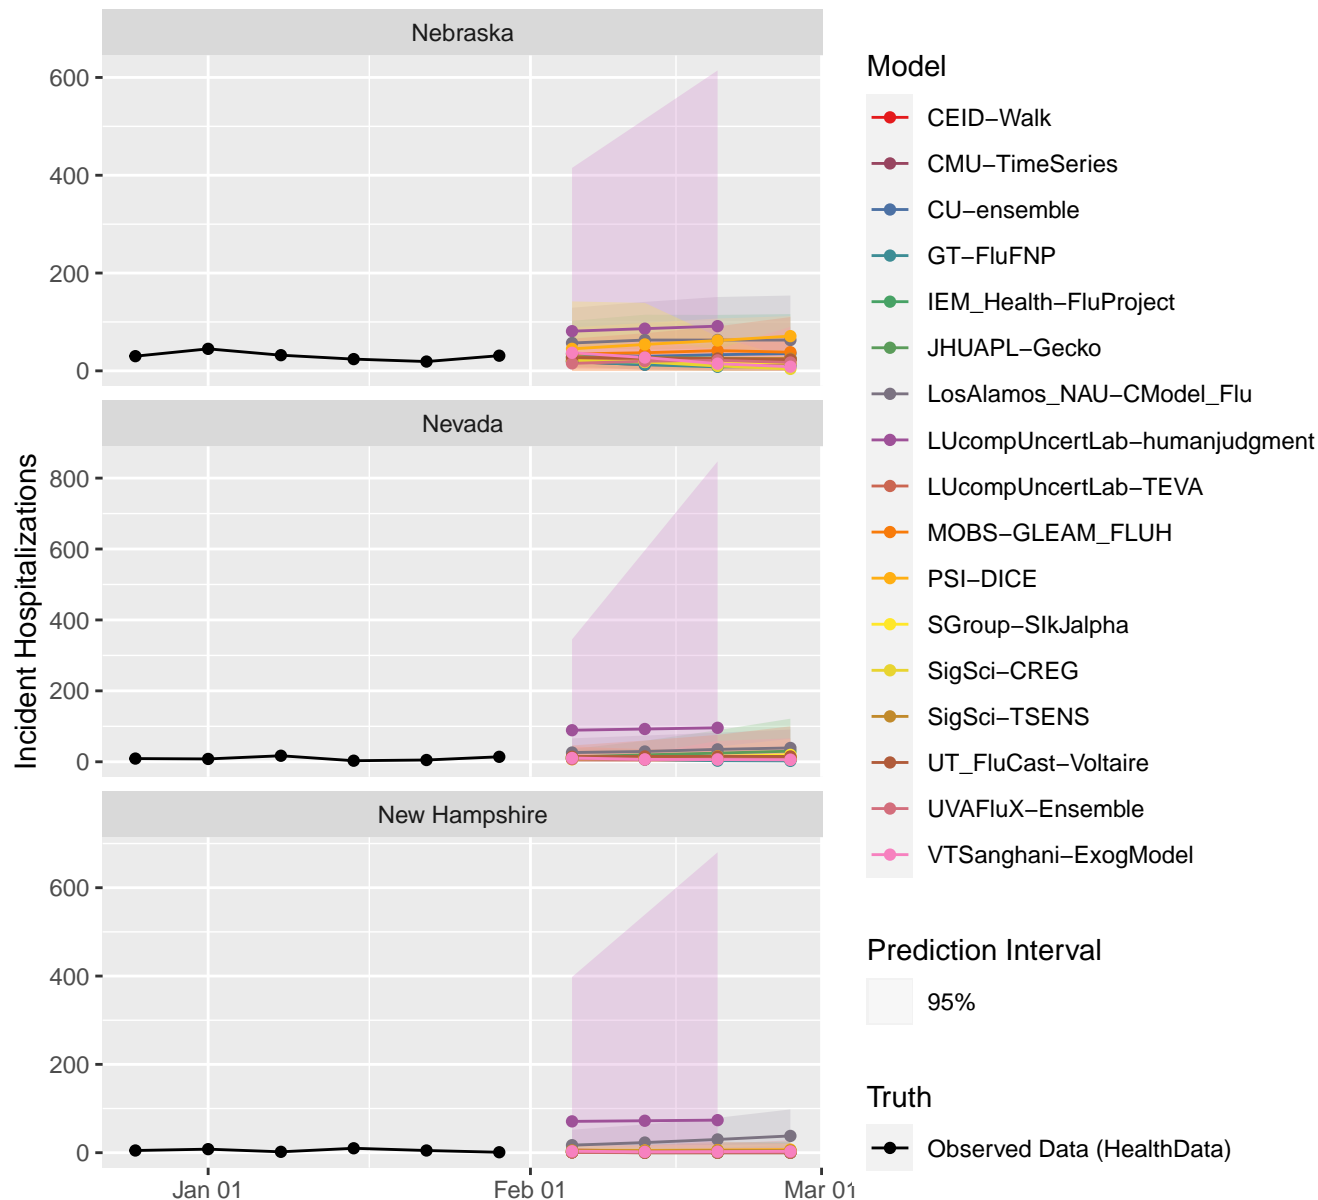 Nebraska
600
400
200
0
Nevada
800
600
400
200
0
New Hampshire
600
400
200
0
Jan 01
Feb 01
Mar 01
Incident Hospitalizations
Model
CEID−Walk
CMU−TimeSeries
CU−ensemble
GT−FluFNP
IEM_Health−FluProject
JHUAPL−Gecko
LosAlamos_NAU−CModel_Flu
LUcompUncertLab−humanjudgment
LUcompUncertLab−TEVA
MOBS−GLEAM_FLUH
PSI−DICE
SGroup−SIkJalpha
SigSci−CREG
SigSci−TSENS
UT_FluCast−Voltaire
UVAFluX−Ensemble
VTSanghani−ExogModel
Prediction Interval
95%
Truth
Observed Data (HealthData)